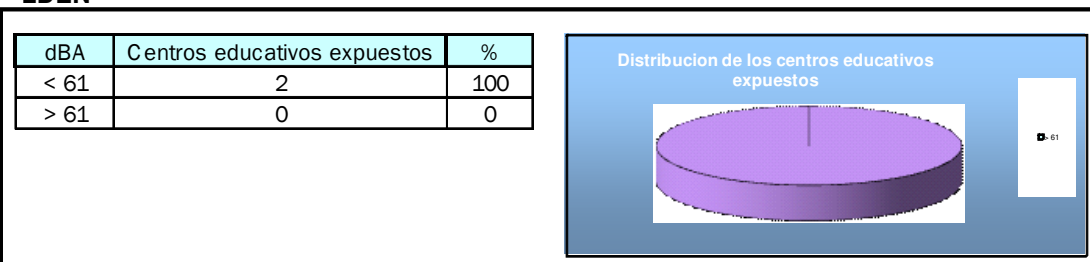 dBA Centros educativos expuestos %
< 61 2 100
> 61 0 0
Distribucion de los centros educativos
expuestos
> 61